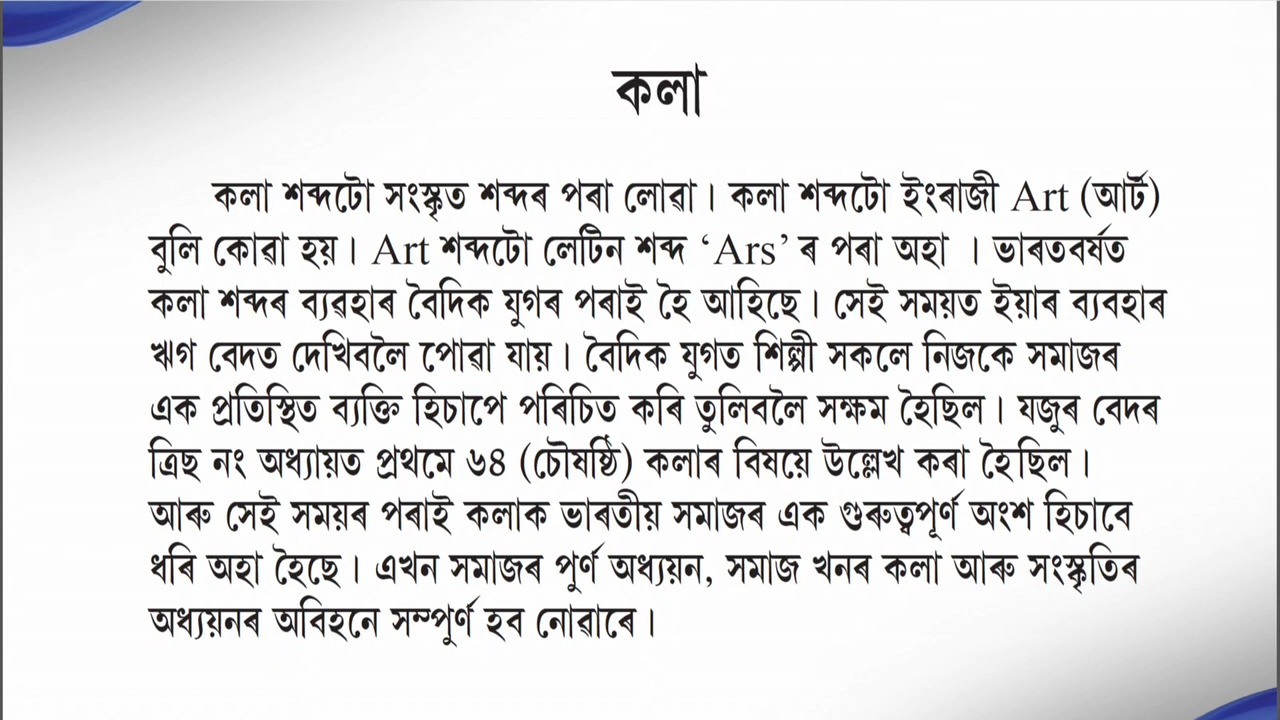 কলা
কলা শব্দটো সংস্কৃত শব্দৰ পৰা লোৱা। কলা শব্দটো ইংৰাজী Art (আৰ্ট)
বুলি কোৱা হয়। Art শব্দটো লেটিন শব্দ ‘Ars’ ৰ পৰা অহা । ভাৰতবৰ্ষত
কলা শব্দৰ ব্যৱহাৰ বৈদিক যুগৰ পৰাই হৈ আহিছে। সেই সময়ত ইয়াৰ ব্যবহাৰ
ঋগ বেদত দেখিবলৈ পোৱা যায়। বৈদিক যুগত শিল্পী সকলে নিজকে সমাজৰ
এক প্ৰতিস্থিত ব্যক্তি হিচাপে পৰিচিত কৰি তুলিবলৈ সক্ষম হৈছিল। যজুৰ বেদৰ
ত্ৰিছ নং অধ্যায়ত প্ৰথমে ৬৪ (চৌষৰ্ষ্ঠি) কলাৰ বিষয়ে উল্লেখ কৰা হৈছিল।
আৰু সেই সময়ৰ পৰাই কলাক ভাৰতীয় সমাজৰ এক গুৰুত্বপূৰ্ণ অংশ হিচাবে
ধৰি অহা হৈছে। এখন সমাজৰ পুৰ্ণ অধ্যয়ন, সমাজ খনৰ কলা আৰু সংস্কৃতিৰ
অধ্যয়নৰ অবিহনে সম্পুৰ্ণ হব নোৱাৰে।